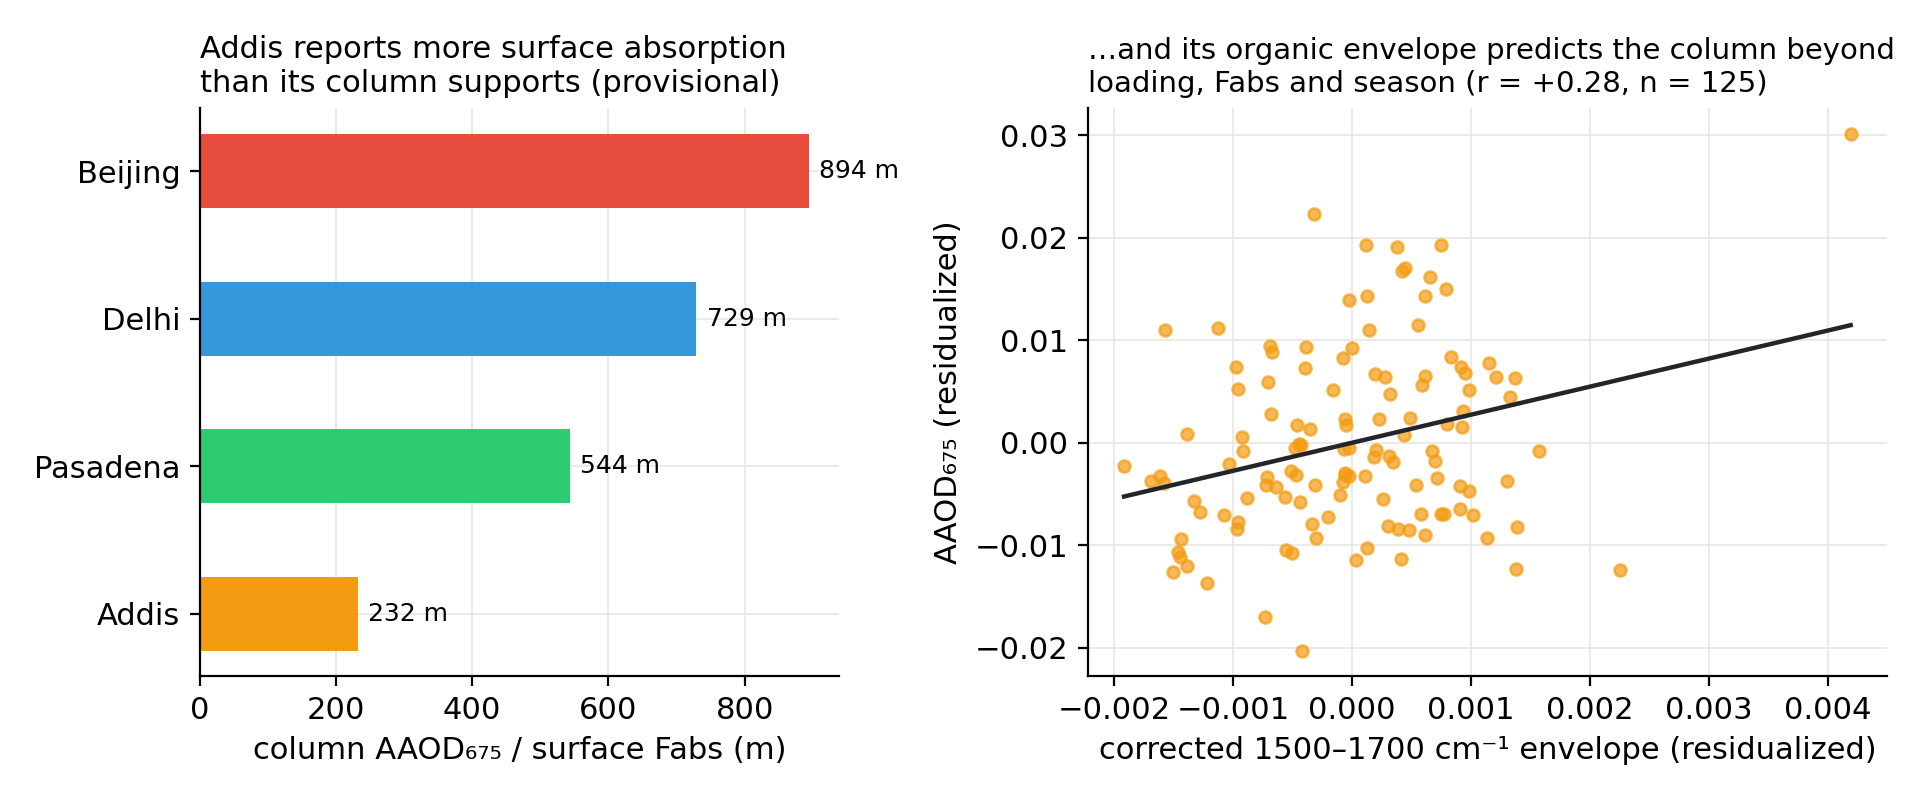 Addis reports more surface absorption
than its column supports (provisional)
Beijing
894 m
Delhi
729 m
Pasadena
544 m
Addis
232 m
0 200 400 600 800
column AAOD₆₇₅ / surface Fabs (m)
...and its organic envelope predicts the column beyond
loading, Fabs and season (r = +0.28, n = 125)
AAOD₆₇₅ (residualized)
0.03
0.02
0.01
0.00
−0.01
−0.02
−0.002 −0.001 0.000 0.001 0.002 0.003 0.004
corrected 1500–1700 cm⁻¹ envelope (residualized)